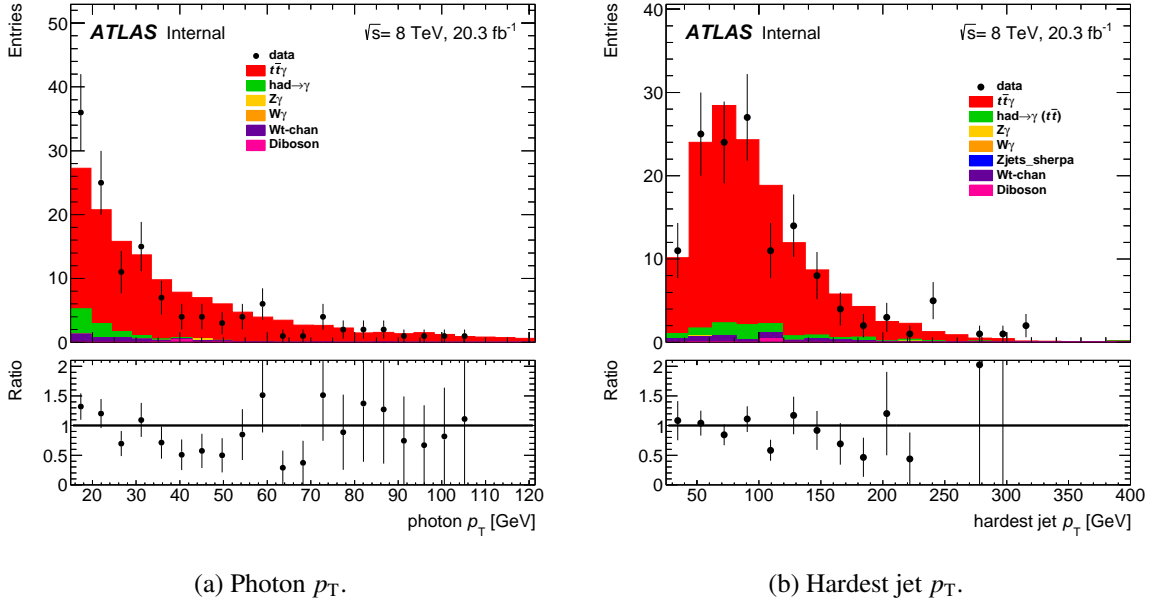 Entries
50
40
30
20
10
0
ATLAS Internal
√s= 8 TeV, 20.3 fb⁻¹
data
tt̄γ
had→γ
Zγ
Wγ
Wt-chan
Diboson
Ratio
2
1.5
1
0.5
0
20 30 40 50 60 70 80 90 100 110 120
photon p_T [GeV]
(a) Photon p_T.
Entries
40
35
30
25
20
15
10
5
0
ATLAS Internal
√s= 8 TeV, 20.3 fb⁻¹
data
tt̄γ
had→γ (tt̄)
Zγ
Wγ
Zjets_sherpa
Wt-chan
Diboson
Ratio
2
1.5
1
0.5
0
50 100 150 200 250 300 350 400
hardest jet p_T [GeV]
(b) Hardest jet p_T.